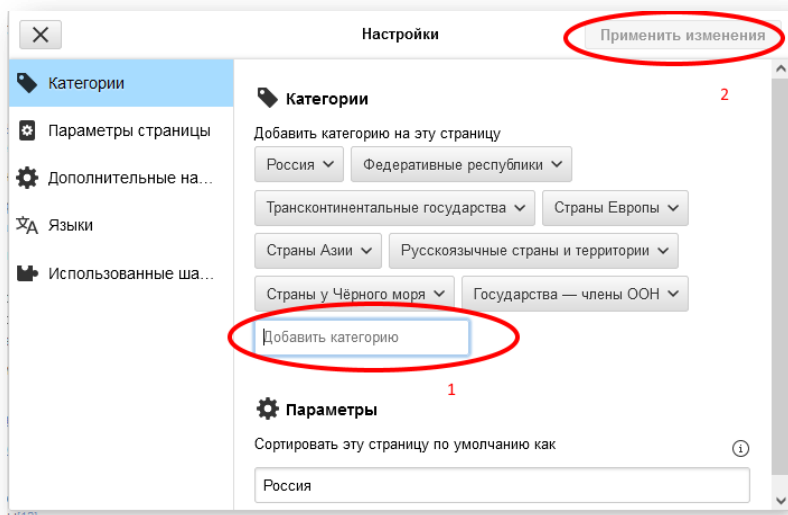 Настройки
Применить изменения
2
Категории
Параметры страницы
Дополнительные на...
Языки
Использованные ша...
Категории
Добавить категорию на эту страницу
Россия
Федеративные республики
Трансконтинентальные государства
Страны Европы
Страны Азии
Русскоязычные страны и территории
Страны у Чёрного моря
Государства — члены ООН
Добавить категорию
1
Параметры
Сортировать эту страницу по умолчанию как
Россия